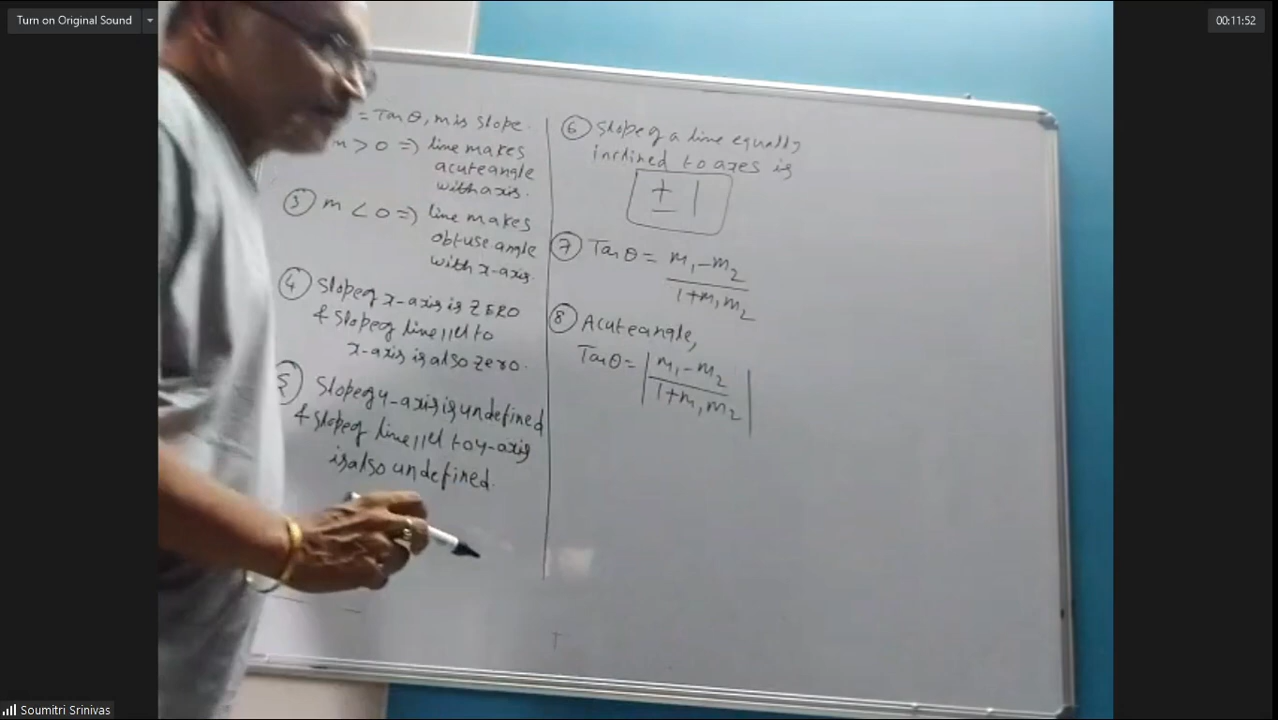 Turn on Original Sound
00:11:52
= Tan θ, m is slope.
m > 0 =) line makes
acute angle
with axis.
3 m < 0 =) line makes
obtuse angle
with x-axis.
4 Slope of x-axis is ZERO
& slope of line ||el to
x-axis is also zero.
5 Slope of y-axis is undefined
& slope of line ||el to y-axis
is also undefined.
6 Slope of a line equally
inclined to axes is
± 1
7 Tan θ = m₁-m₂ / 1+m₁m₂
8 Acute angle,
Tan θ = | m₁-m₂ / 1+m₁m₂ |
Soumitri Srinivas